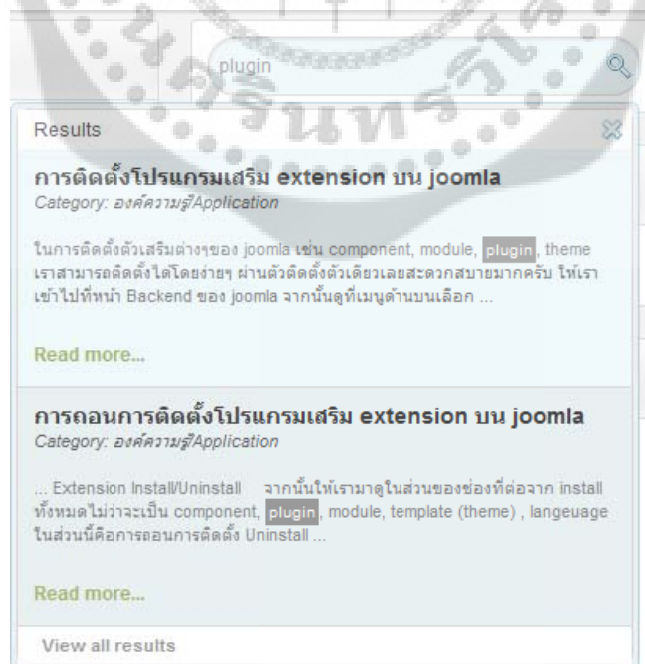 plugin
Results
การติดตั้งโปรแกรมเสริม extension บน joomla
Category: องค์ความรู้/Application
ในการติดตั้งตัวเสริมต่างๆของ joomla เช่น component, module, plugin, theme
เราสามารถติดตั้งได้โดยง่ายๆ ผ่านตัวติดตั้งตัวเดียวเลยสะดวกสบายมากครับ ให้เรา
เข้าไปที่หน้า Backend ของ joomla จากนั้นดูที่เมนูด้านบนเลือก ...
Read more...
การถอนการติดตั้งโปรแกรมเสริม extension บน joomla
Category: องค์ความรู้/Application
... Extension Install/Uninstall จากนั้นให้เรามาดูในส่วนของช่องที่ต่อจาก install
ทั้งหมดไม่ว่าจะเป็น component, plugin, module, template (theme) , langeuage
ในส่วนนี้คือการถอนการติดตั้ง Uninstall ...
Read more...
View all results